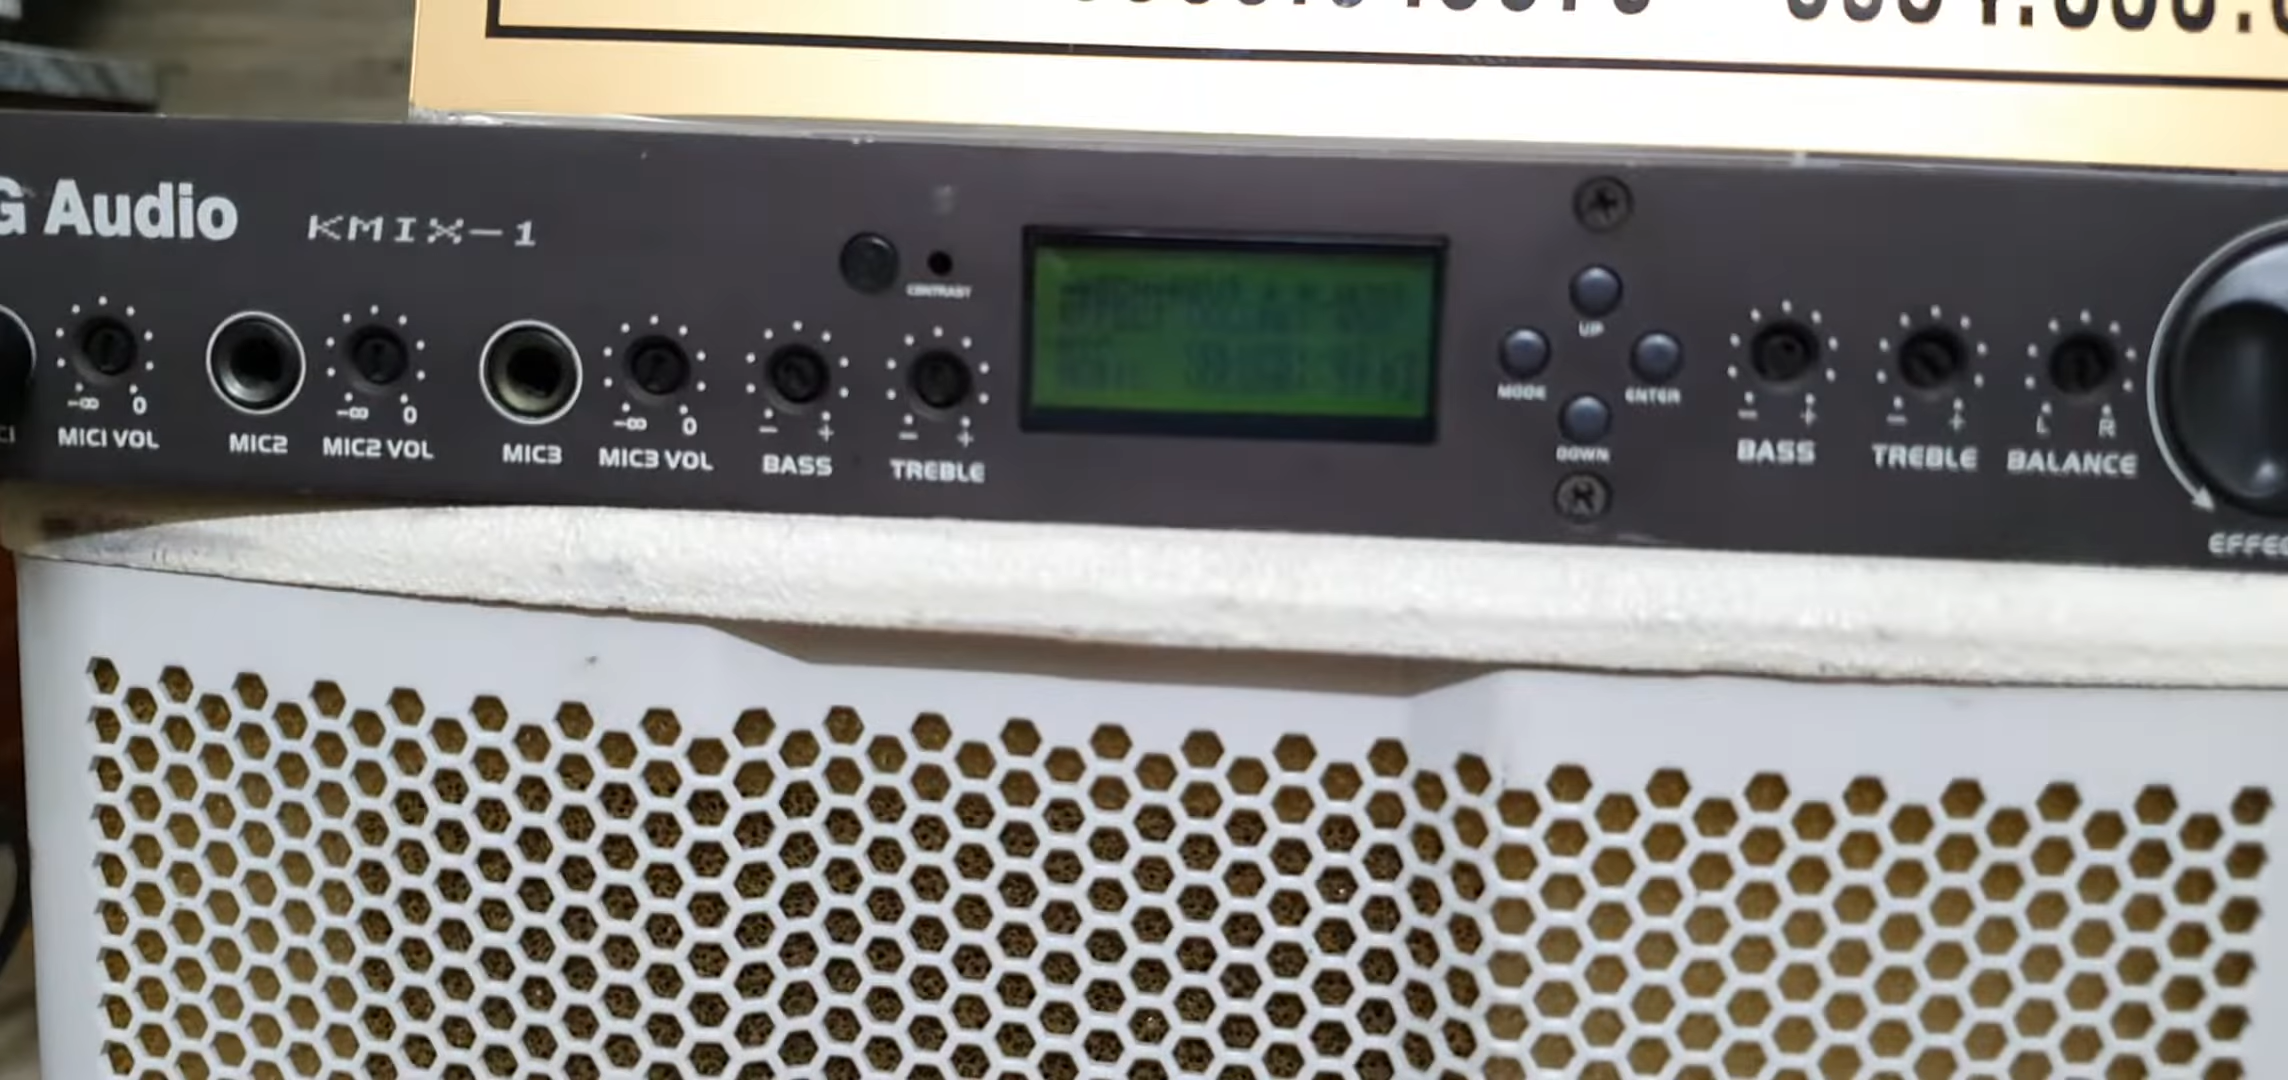 G Audio KMIX-1
CONTRAST
UP
MODE ENTER
DOWN
-∞ 0 -∞ 0 -∞ 0 - + - + - + - + L R
MIC1 VOL MIC2 MIC2 VOL MIC3 MIC3 VOL BASS TREBLE BASS TREBLE BALANCE